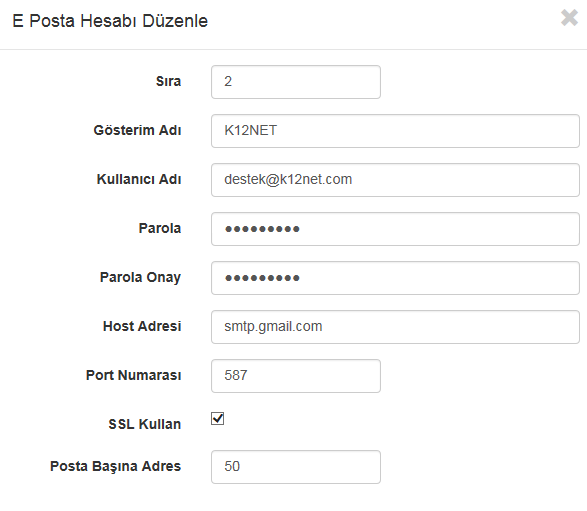 E Posta Hesabı Düzenle
Sıra 2
Gösterim Adı K12NET
Kullanıcı Adı destek@k12net.com
Parola ●●●●●●●●●
Parola Onay ●●●●●●●●●
Host Adresi smtp.gmail.com
Port Numarası 587
SSL Kullan
Posta Başına Adres 50